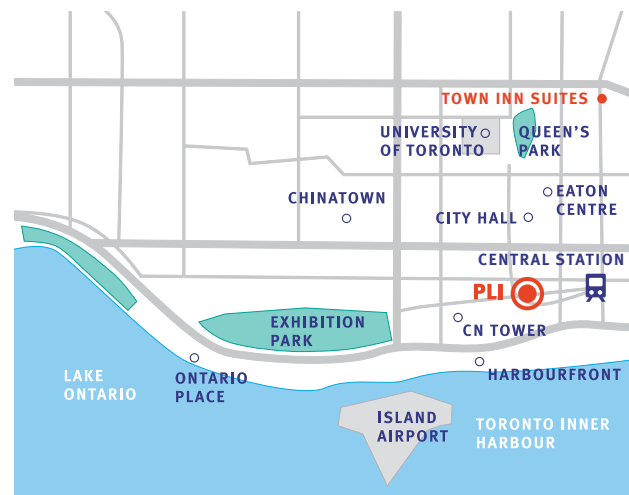 TOWN INN SUITES
UNIVERSITY
OF TORONTO
QUEEN'S
PARK
CHINATOWN
EATON
CENTRE
CITY HALL
CENTRAL STATION
PLI
EXHIBITION
PARK
CN TOWER
LAKE
ONTARIO
ONTARIO
PLACE
HARBOURFRONT
ISLAND
AIRPORT
TORONTO INNER
HARBOUR